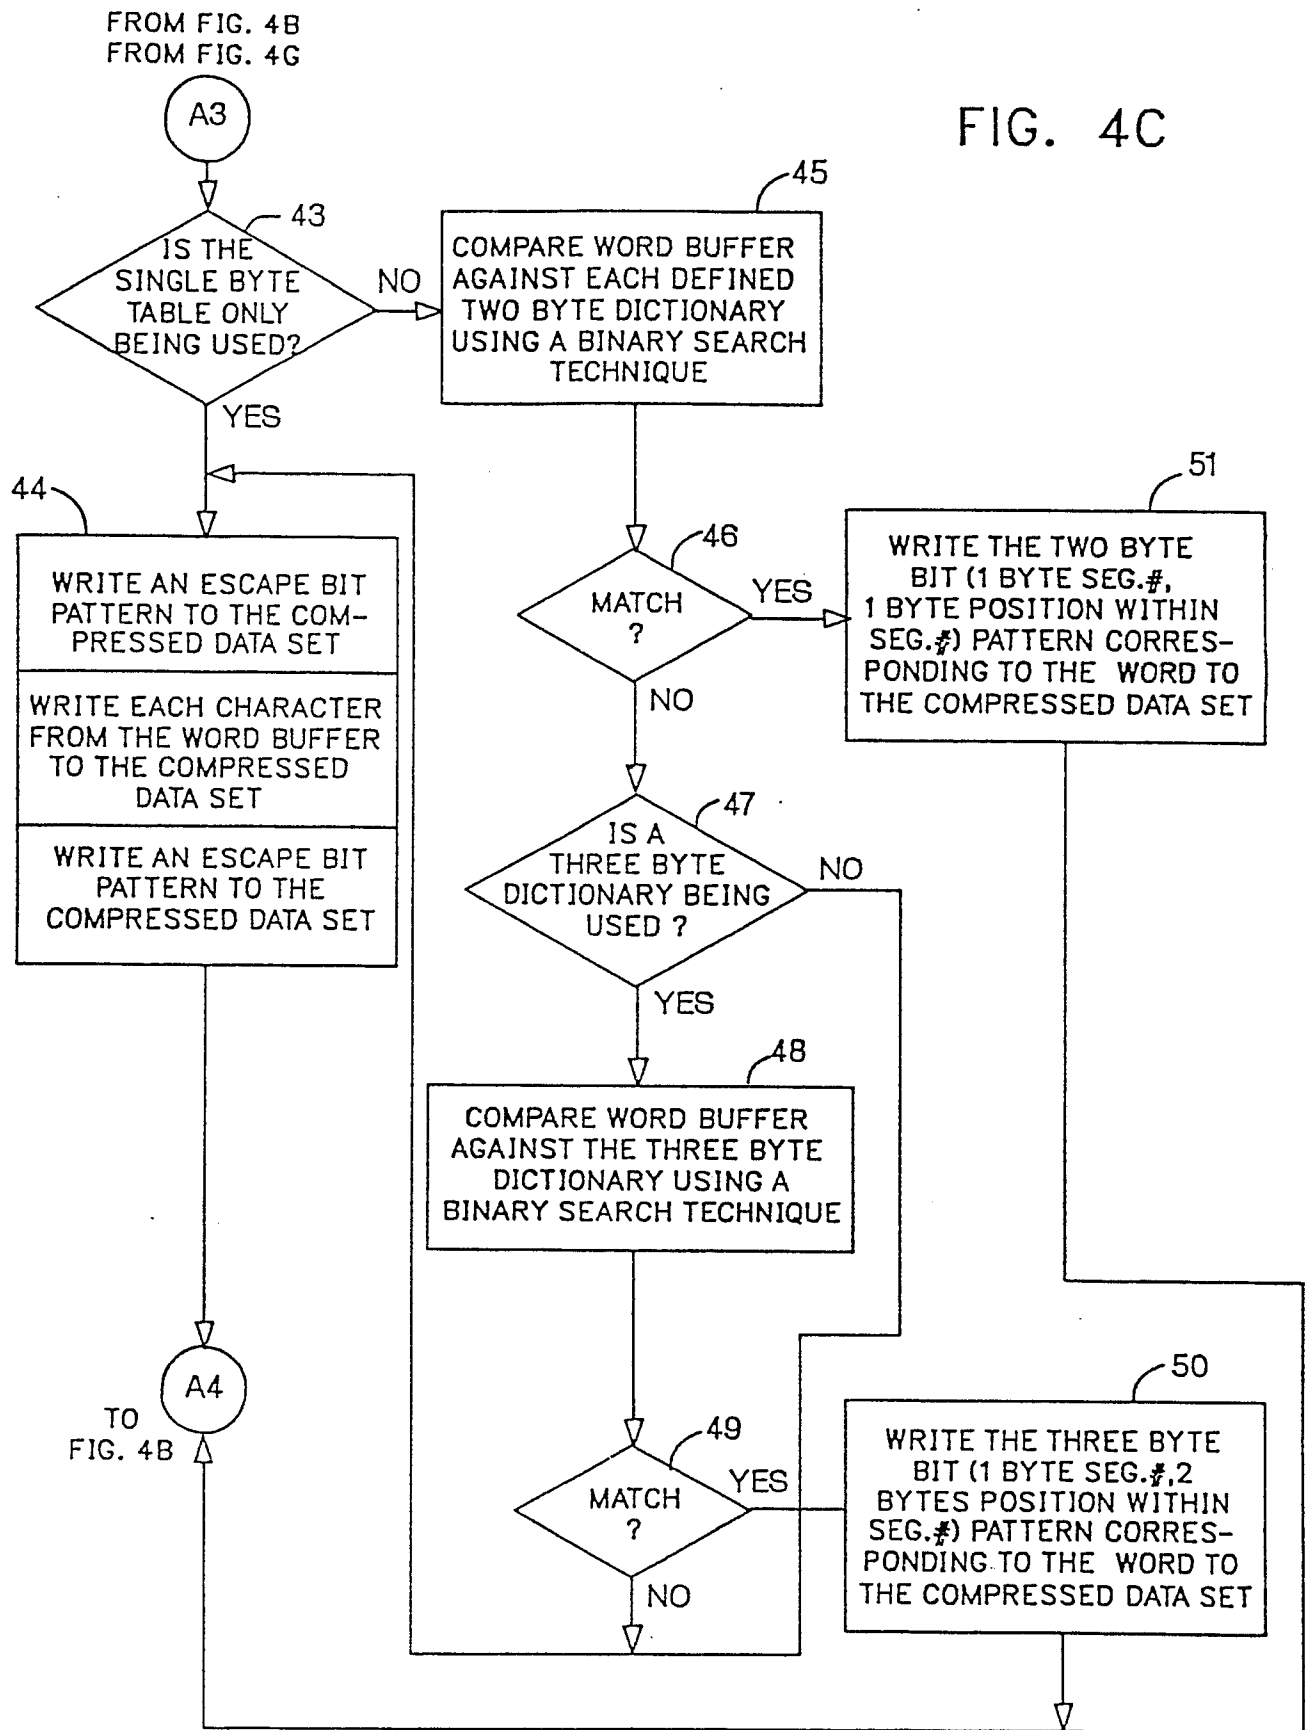 FROM FIG. 4B
FROM FIG. 4G
A3
FIG. 4C
43
IS THE
SINGLE BYTE
TABLE ONLY
BEING USED?
NO
YES
45
COMPARE WORD BUFFER
AGAINST EACH DEFINED
TWO BYTE DICTIONARY
USING A BINARY SEARCH
TECHNIQUE
44
WRITE AN ESCAPE BIT
PATTERN TO THE COM-
PRESSED DATA SET
WRITE EACH CHARACTER
FROM THE WORD BUFFER
TO THE COMPRESSED
DATA SET
WRITE AN ESCAPE BIT
PATTERN TO THE
COMPRESSED DATA SET
46
MATCH
?
YES
NO
51
WRITE THE TWO BYTE
BIT (1 BYTE SEG.#,
1 BYTE POSITION WITHIN
SEG.#) PATTERN CORRES-
PONDING TO THE WORD TO
THE COMPRESSED DATA SET
47
IS A
THREE BYTE
DICTIONARY BEING
USED ?
NO
YES
48
COMPARE WORD BUFFER
AGAINST THE THREE BYTE
DICTIONARY USING A
BINARY SEARCH TECHNIQUE
A4
TO
FIG. 4B
49
MATCH
?
YES
NO
50
WRITE THE THREE BYTE
BIT (1 BYTE SEG.#,2
BYTES POSITION WITHIN
SEG.#) PATTERN CORRES-
PONDING TO THE WORD TO
THE COMPRESSED DATA SET